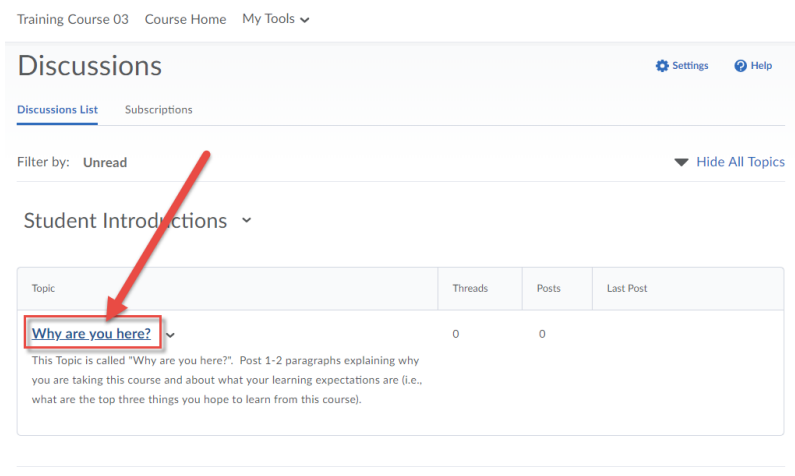 Training Course 03 Course Home My Tools
Discussions
Settings Help
Discussions List Subscriptions
Filter by: Unread Hide All Topics
Student Introductions
Topic Threads Posts Last Post
Why are you here? 0 0
This Topic is called "Why are you here?". Post 1-2 paragraphs explaining why
you are taking this course and about what your learning expectations are (i.e.,
what are the top three things you hope to learn from this course).